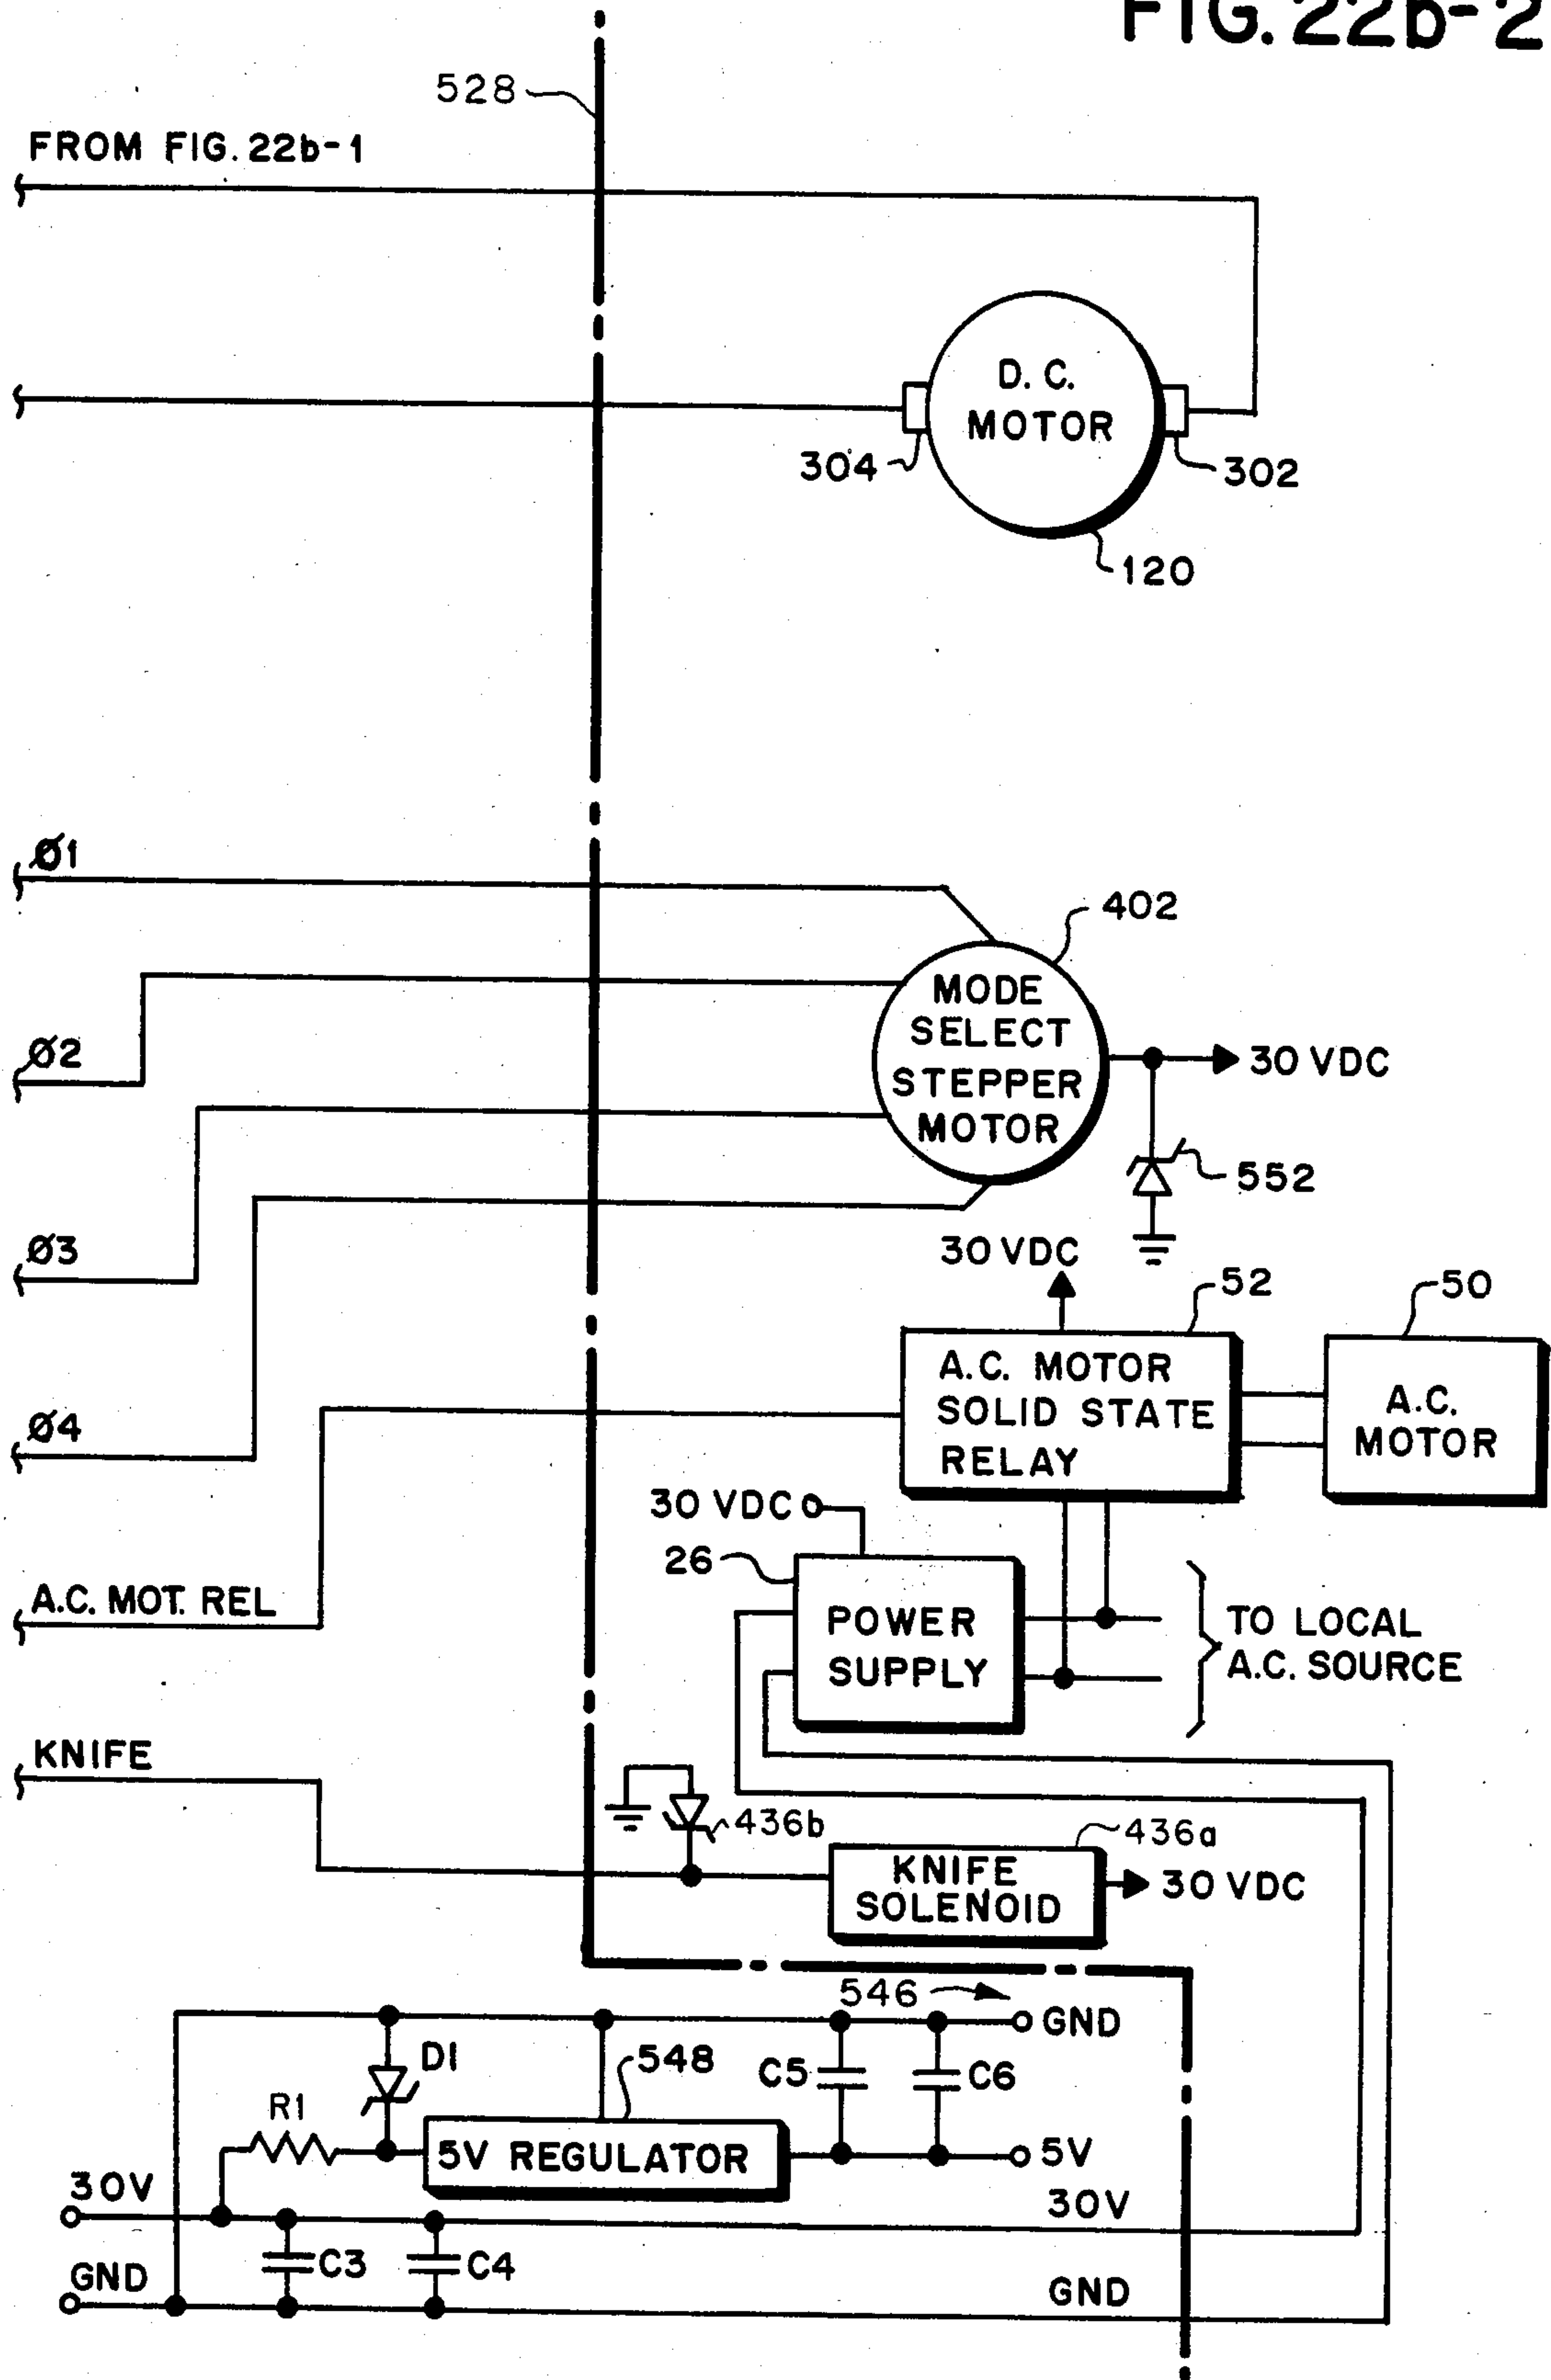 FIG. 22b-2
528
FROM FIG. 22b-1
D. C.
MOTOR
304
302
120
Ø1
402
MODE
SELECT
STEPPER
MOTOR
Ø2
30 VDC
552
Ø3
30 VDC
52
50
A.C. MOTOR
SOLID STATE
RELAY
A.C.
MOTOR
Ø4
30 VDC
26
A.C. MOT. REL
POWER
SUPPLY
TO LOCAL
A.C. SOURCE
KNIFE
436b
436a
KNIFE
SOLENOID
30 VDC
546
GND
D1
548
C5
C6
R1
5V REGULATOR
5V
30V
30V
C3
C4
GND
GND